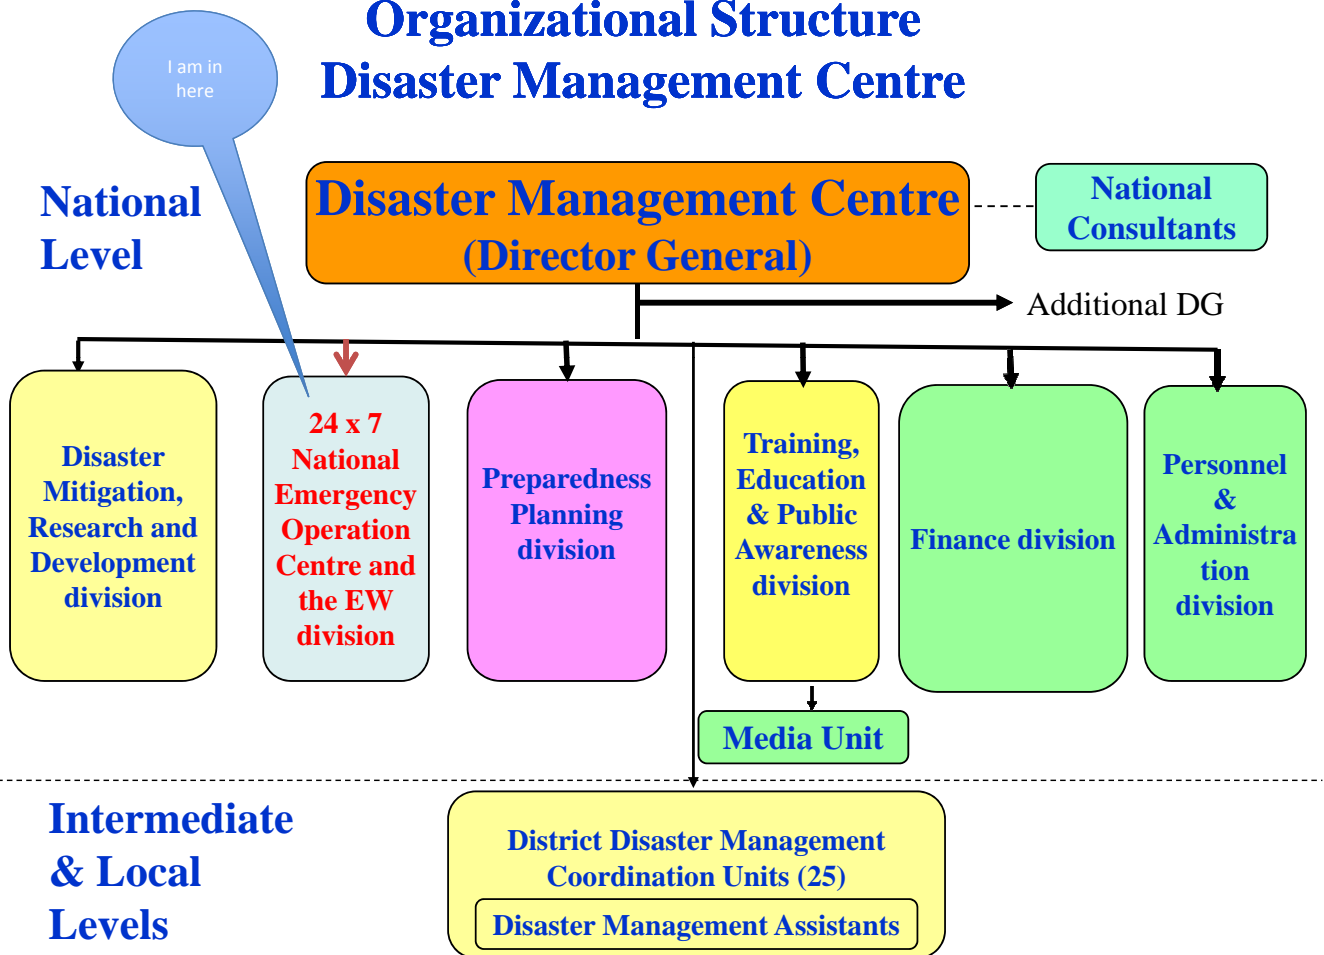 Organizational Structure
Disaster Management Centre
I am in
here
National
Level
Disaster Management Centre
(Director General)
National
Consultants
Additional DG
Disaster
Mitigation,
Research and
Development
division
24 x 7
National
Emergency
Operation
Centre and
the EW
division
Preparedness
Planning
division
Training,
Education
& Public
Awareness
division
Finance division
Personnel
&
Administra
tion
division
Media Unit
Intermediate
& Local
Levels
District Disaster Management
Coordination Units (25)
Disaster Management Assistants